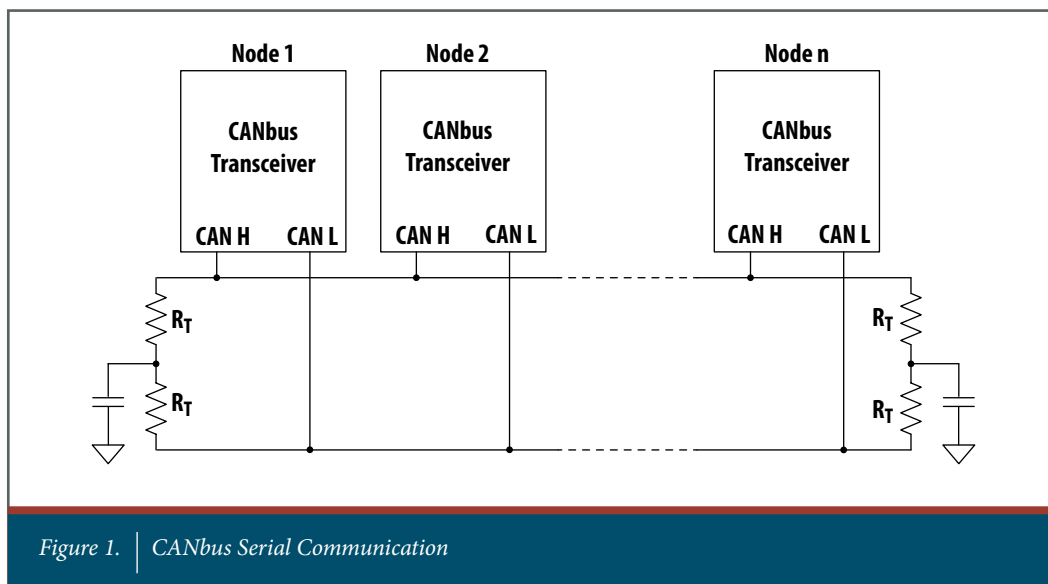 Node 1
Node 2
Node n
CANbus
Transceiver
CANbus
Transceiver
CANbus
Transceiver
CAN H
CAN L
CAN H
CAN L
CAN H
CAN L
RT
RT
RT
RT
Figure 1. | CANbus Serial Communication